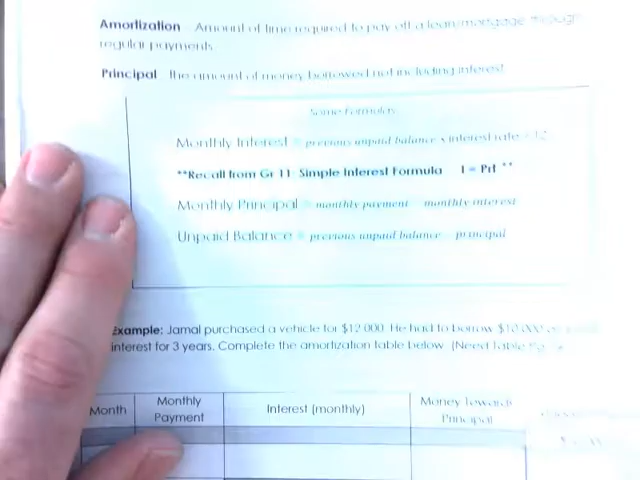 Amortization - Amount of time required to pay off a loan/mortgage through
regular payments
Principal - the amount of money borrowed not including interest
Some Formulas
Monthly Interest = previous unpaid balance x interest rate ÷ 12
**Recall from Gr 11 Simple Interest Formula I = Prt **
Monthly Principal = monthly payment - monthly interest
Unpaid Balance = previous unpaid balance - principal
Example: Jamal purchased a vehicle for $12 000. He had to borrow
interest for 3 years. Complete the amortization table below. (Need Table
Month
Monthly
Payment
Interest (monthly)
Money Towards
Principal